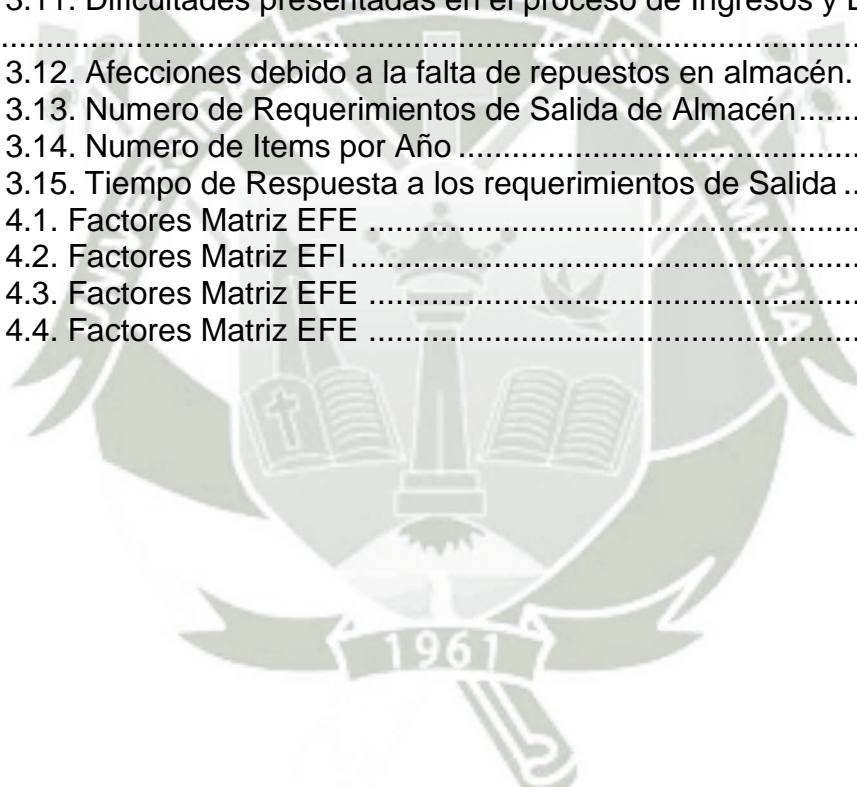 3.11. Dificultades presentadas en el proceso de Ingresos y
................................................................................................
3.12. Afecciones debido a la falta de repuestos en almacén.
3.13. Numero de Requerimientos de Salida de Almacén.......
3.14. Numero de Items por Año ..............................................
3.15. Tiempo de Respuesta a los requerimientos de Salida ..
4.1. Factores Matriz EFE ........................................................
4.2. Factores Matriz EFI..........................................................
4.3. Factores Matriz EFE ........................................................
4.4. Factores Matriz EFE ........................................................
1961